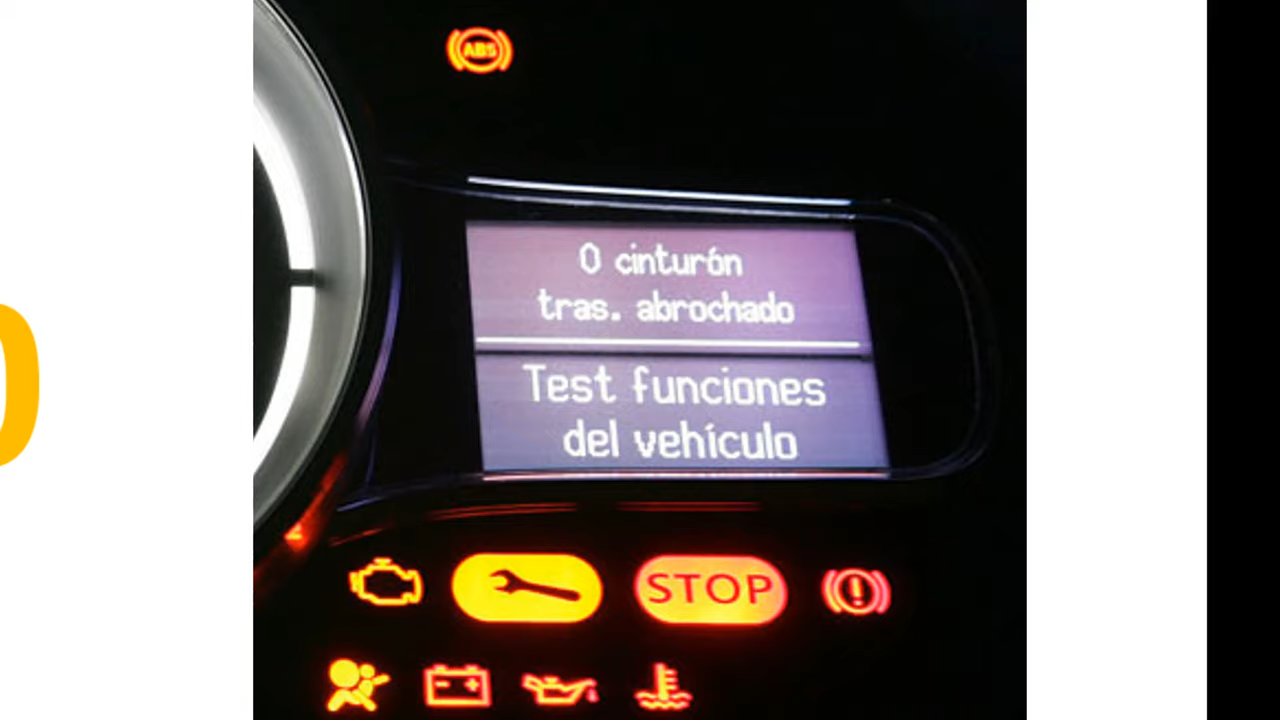 ABS
0 cinturón
tras. abrochado
Test funciones
del vehículo
STOP